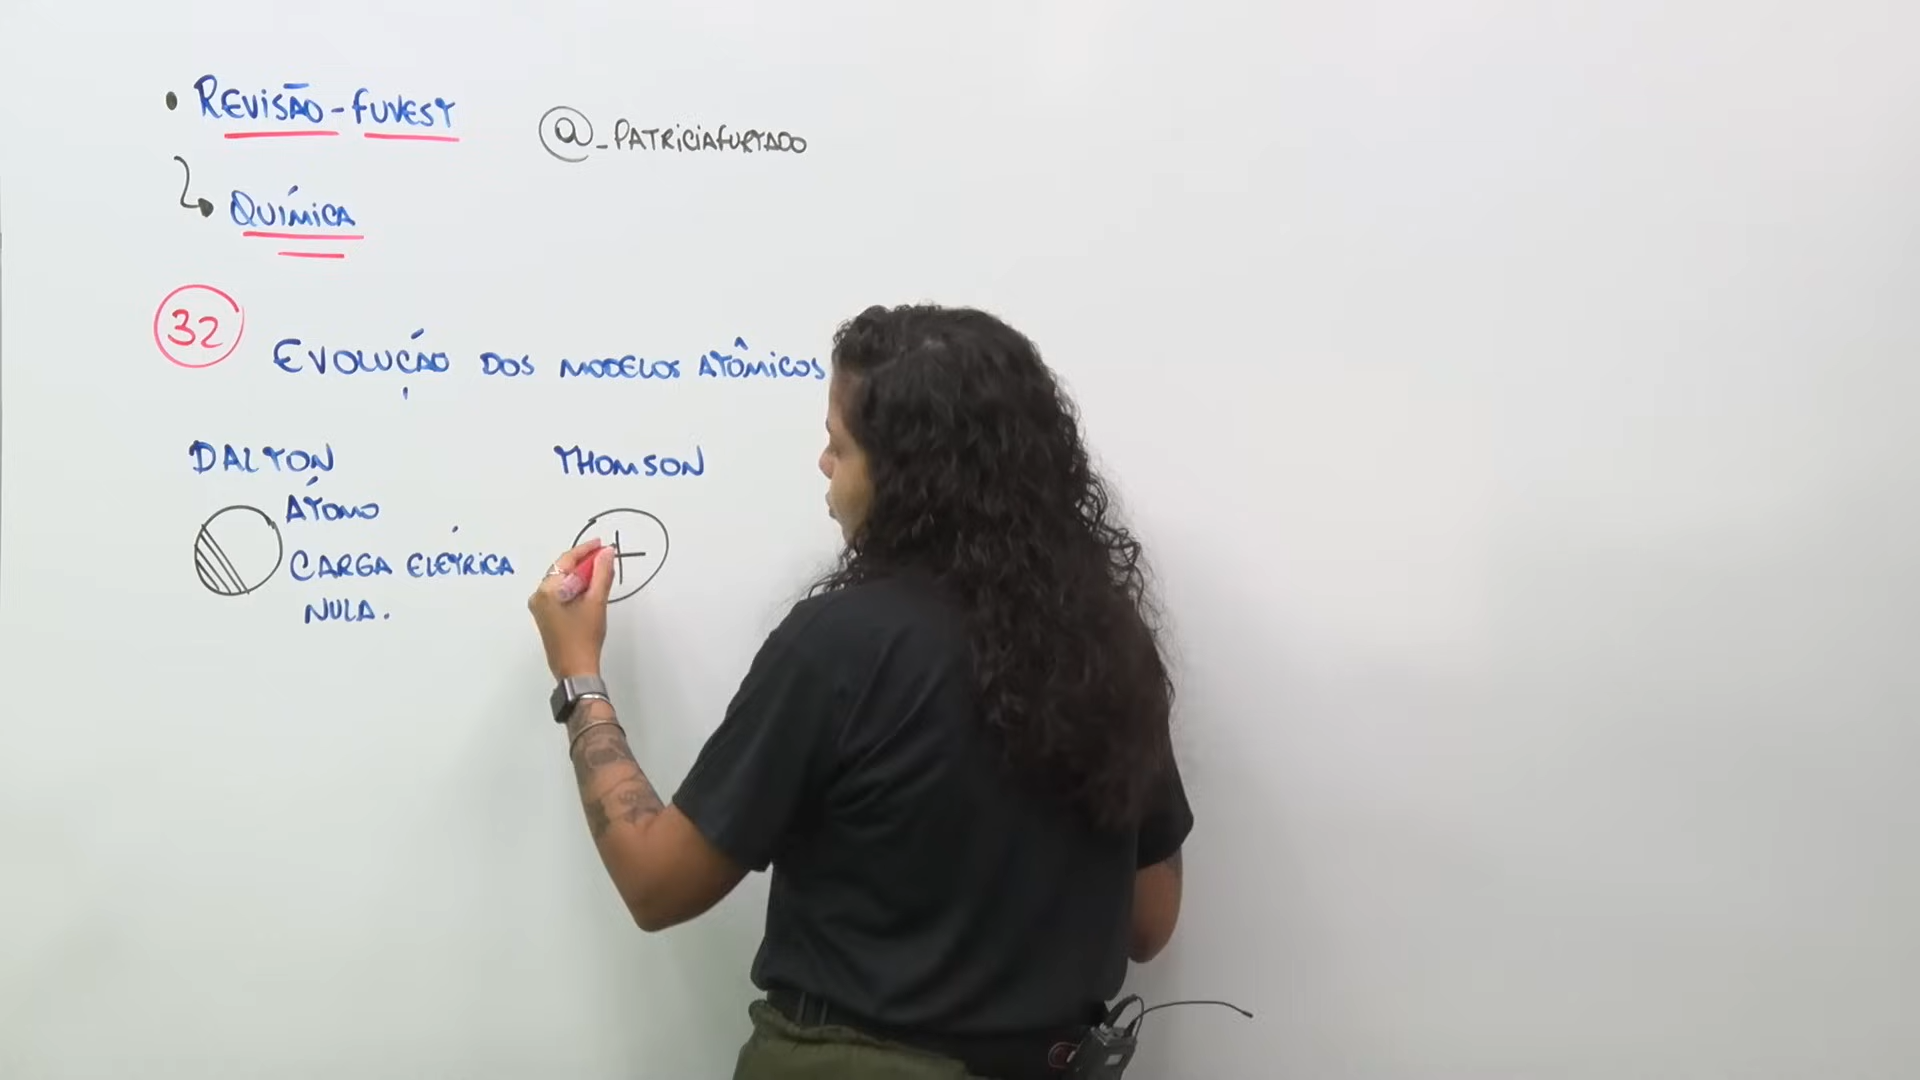 • REVISÃO - FUVEST
@_PATRICIAFURTADO
QUÍMICA
32
EVOLUÇÃO DOS MODELOS ATÔMICOS
DALTON
THOMSON
ÁTOMO
CARGA ELÉTRICA
NULA.
+